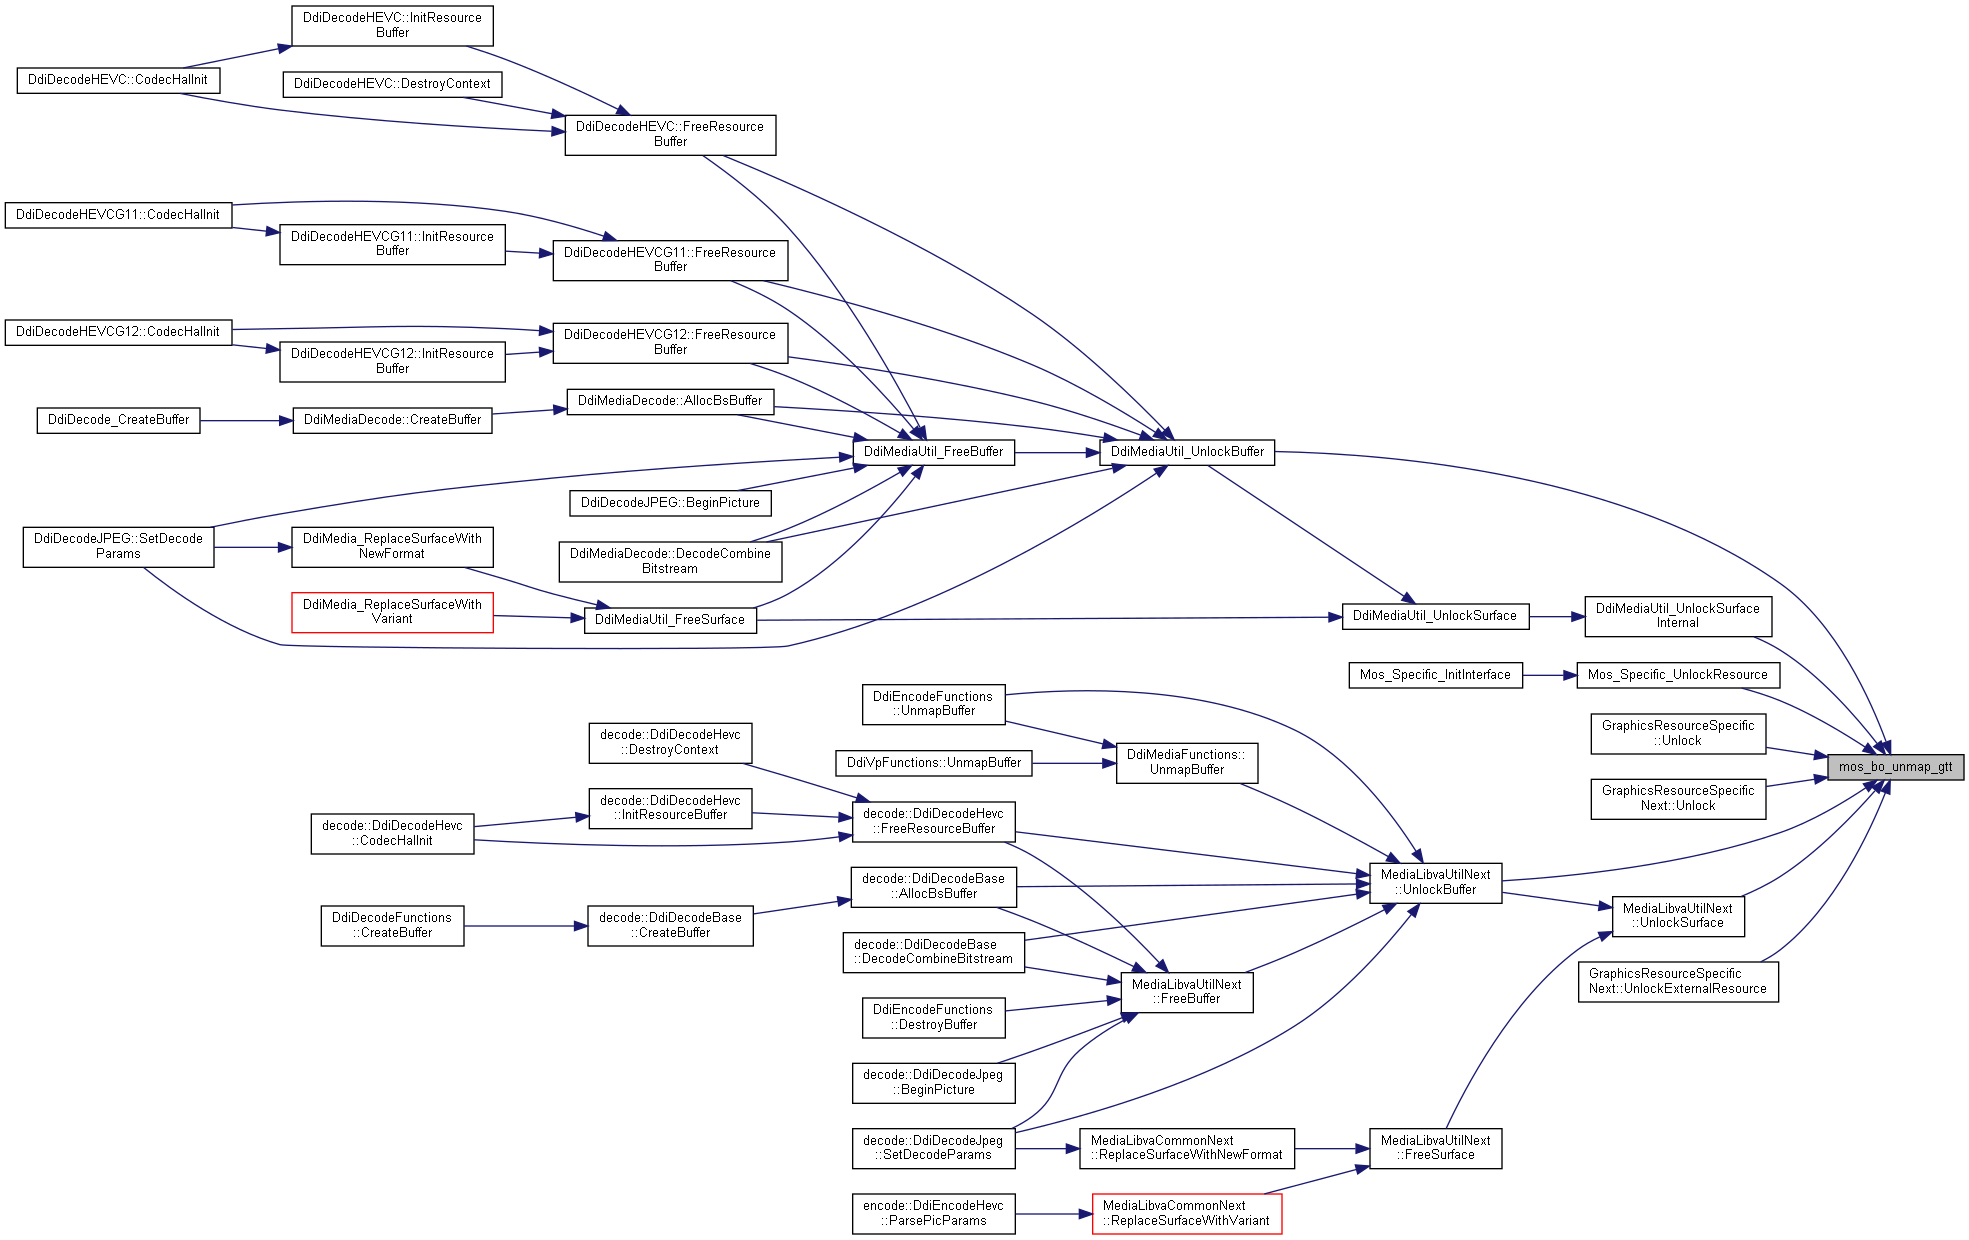 DdiDecodeHEVC::InitResource
Buffer
DdiDecodeHEVC::CodecHalInit
DdiDecodeHEVC::DestroyContext
DdiDecodeHEVC::FreeResource
Buffer
DdiDecodeHEVCG11::CodecHalInit
DdiDecodeHEVCG11::InitResource
Buffer
DdiDecodeHEVCG11::FreeResource
Buffer
DdiDecodeHEVCG12::CodecHalInit
DdiDecodeHEVCG12::InitResource
Buffer
DdiDecodeHEVCG12::FreeResource
Buffer
DdiDecode_CreateBuffer
DdiMediaDecode::CreateBuffer
DdiMediaDecode::AllocBsBuffer
DdiMediaUtil_FreeBuffer
DdiMediaUtil_UnlockBuffer
DdiDecodeJPEG::BeginPicture
DdiDecodeJPEG::SetDecode
Params
DdiMedia_ReplaceSurfaceWith
NewFormat
DdiMediaDecode::DecodeCombine
Bitstream
DdiMedia_ReplaceSurfaceWith
Variant
DdiMediaUtil_FreeSurface
DdiMediaUtil_UnlockSurface
DdiMediaUtil_UnlockSurface
Internal
Mos_Specific_InitInterface
Mos_Specific_UnlockResource
GraphicsResourceSpecific
::Unlock
GraphicsResourceSpecific
Next::Unlock
mos_bo_unmap_gtt
DdiEncodeFunctions
::UnmapBuffer
DdiVpFunctions::UnmapBuffer
DdiMediaFunctions::
UnmapBuffer
decode::DdiDecodeHevc
::DestroyContext
decode::DdiDecodeHevc
::InitResourceBuffer
decode::DdiDecodeHevc
::CodecHalInit
decode::DdiDecodeHevc
::FreeResourceBuffer
decode::DdiDecodeBase
::AllocBsBuffer
MediaLibvaUtilNext
::UnlockBuffer
MediaLibvaUtilNext
::UnlockSurface
DdiDecodeFunctions
::CreateBuffer
decode::DdiDecodeBase
::CreateBuffer
decode::DdiDecodeBase
::DecodeCombineBitstream
MediaLibvaUtilNext
::FreeBuffer
GraphicsResourceSpecific
Next::UnlockExternalResource
DdiEncodeFunctions
::DestroyBuffer
decode::DdiDecodeJpeg
::BeginPicture
decode::DdiDecodeJpeg
::SetDecodeParams
MediaLibvaCommonNext
::ReplaceSurfaceWithNewFormat
MediaLibvaUtilNext
::FreeSurface
encode::DdiEncodeHevc
::ParsePicParams
MediaLibvaCommonNext
::ReplaceSurfaceWithVariant